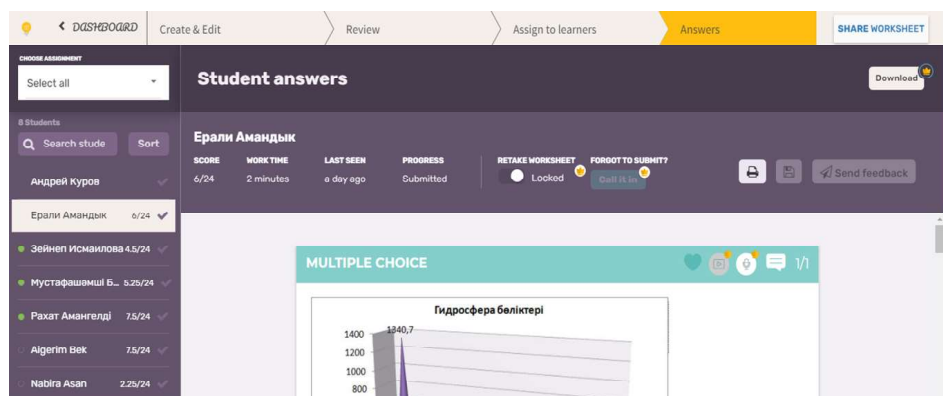 DASHBOARD
Create & Edit
Review
Assign to learners
Answers
SHARE WORKSHEET
CHOOSE ASSIGNMENT
Select all
Student answers
Download
8 Students
Search stude
Sort
Ерали Амандык
SCORE WORK TIME LAST SEEN PROGRESS RETAKE WORKSHEET FORGOT TO SUBMIT?
6/24 2 minutes a day ago Submitted Locked Call it in
Send feedback
Андрей Куров
Ерали Амандык 6/24
Зейнеп Исмаилова 4.5/24
Мустафашәмші Б... 5.25/24
Рахат Амангелді 7.5/24
Algerim Bek 7.5/24
Nabira Asan 2.25/24
MULTIPLE CHOICE 1/1
Гидросфера бөліктері
1340,7
1400
1200
1000
800